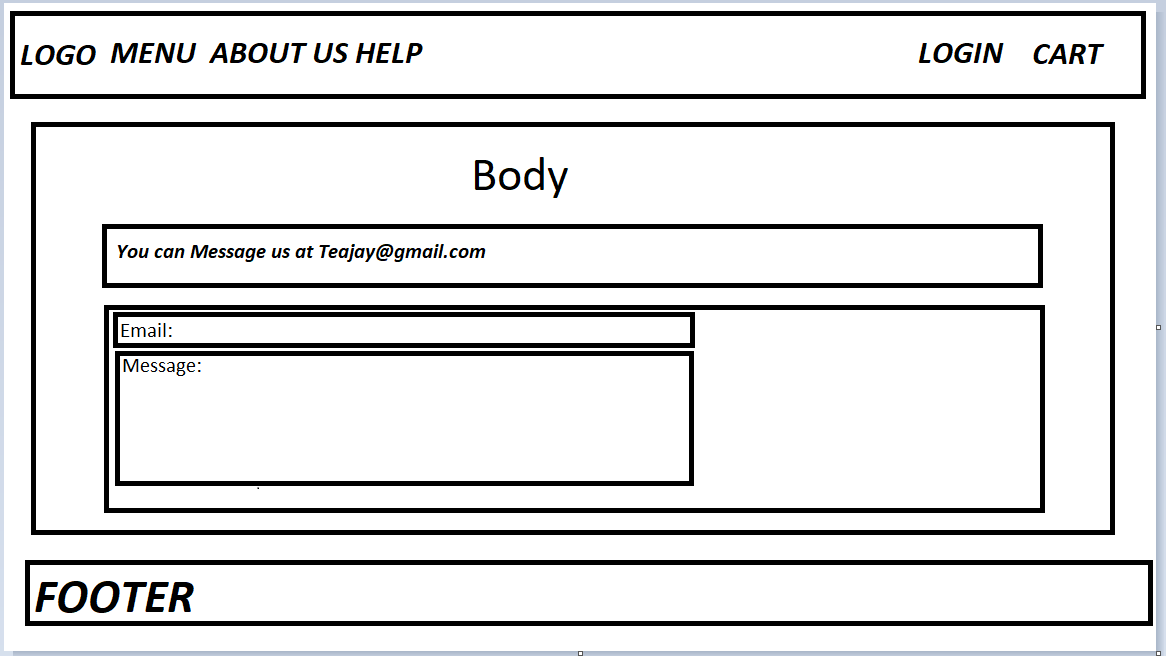 LOGO MENU ABOUT US HELP LOGIN CART
Body
You can Message us at Teajay@gmail.com
Email:
Message:
FOOTER